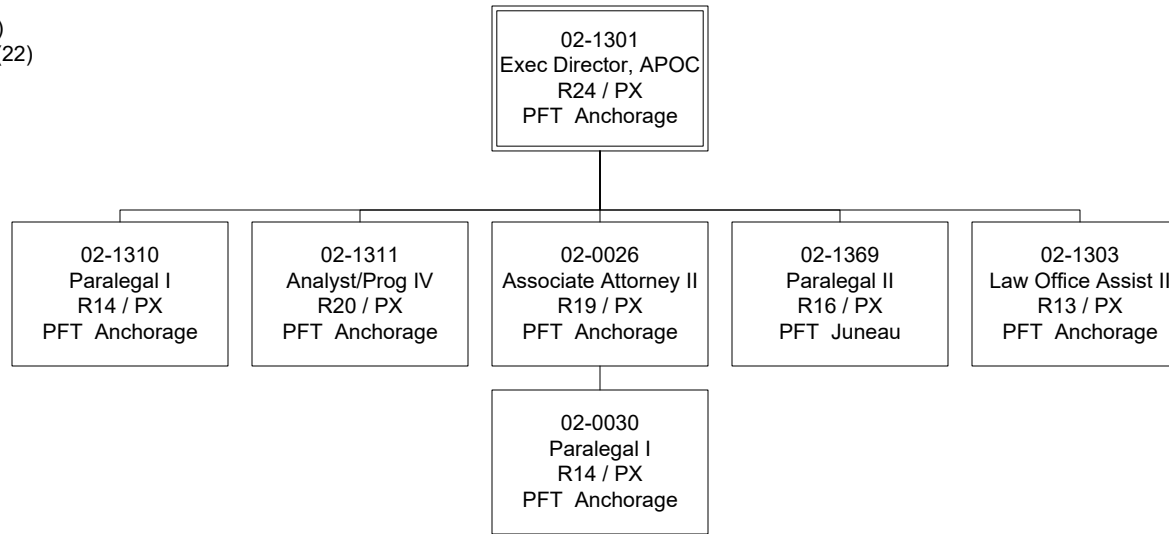 )
22)
02-1301
Exec Director, APOC
R24 / PX
PFT Anchorage
02-1310
Paralegal I
R14 / PX
PFT Anchorage
02-1311
Analyst/Prog IV
R20 / PX
PFT Anchorage
02-0026
Associate Attorney II
R19 / PX
PFT Anchorage
02-1369
Paralegal II
R16 / PX
PFT Juneau
02-1303
Law Office Assist II
R13 / PX
PFT Anchorage
02-0030
Paralegal I
R14 / PX
PFT Anchorage